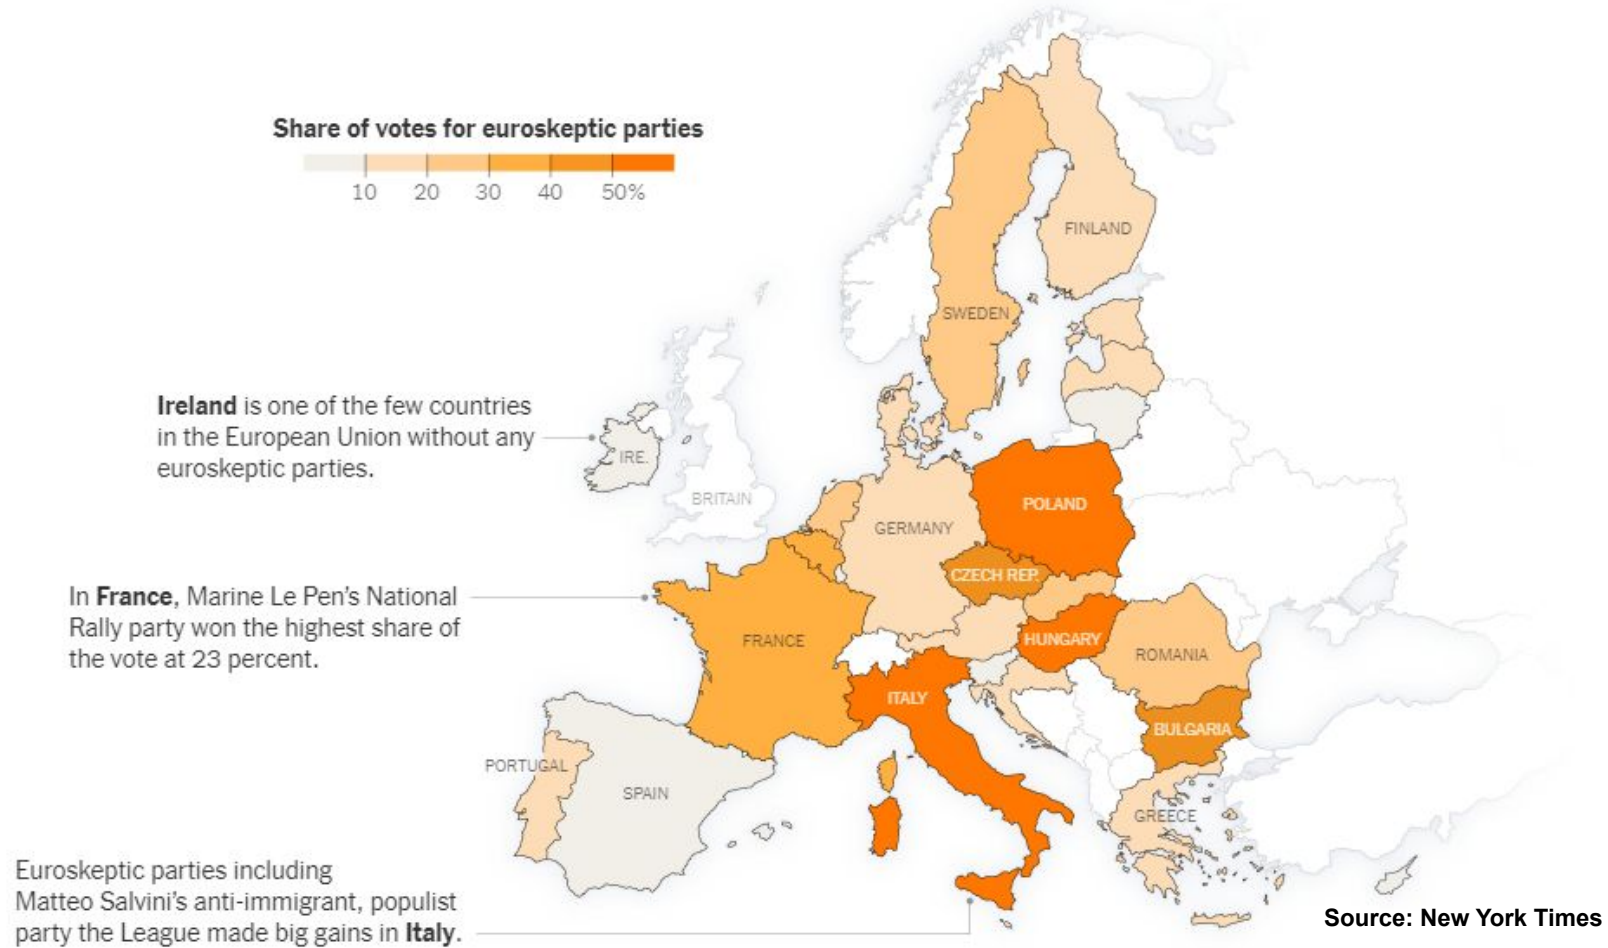 Share of votes for euroskeptic parties
10 20 30 40 50%
FINLAND
SWEDEN
Ireland is one of the few countries
in the European Union without any
euroskeptic parties.
IRE.
BRITAIN
POLAND
GERMANY
CZECH REP.
In France, Marine Le Pen's National
Rally party won the highest share of
the vote at 23 percent.
FRANCE
HUNGARY
ROMANIA
ITALY
BULGARIA
PORTUGAL
SPAIN
GREECE
Euroskeptic parties including
Matteo Salvini's anti-immigrant, populist
party the League made big gains in Italy.
Source: New York Times